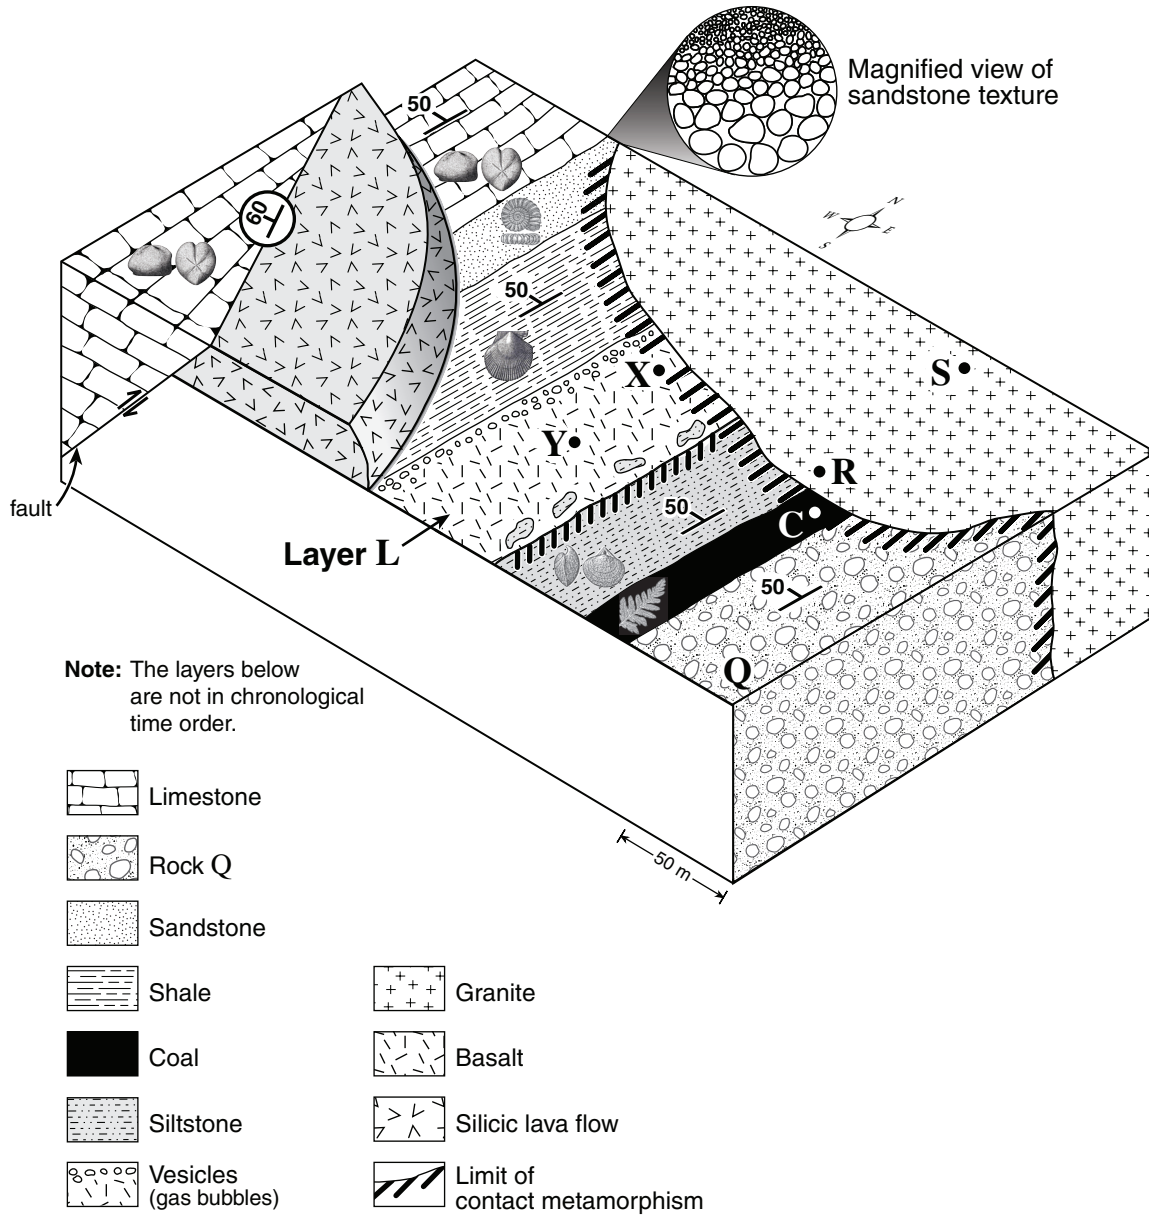 Magnified view of
sandstone texture
50
60
N
W
E
S
50
X
S
Y
R
50
C
fault
Layer L
50
Q
Note: The layers below
are not in chronological
time order.
50 m
Limestone
Rock Q
Sandstone
Shale
Granite
Coal
Basalt
Siltstone
Silicic lava flow
Vesicles
(gas bubbles)
Limit of
contact metamorphism